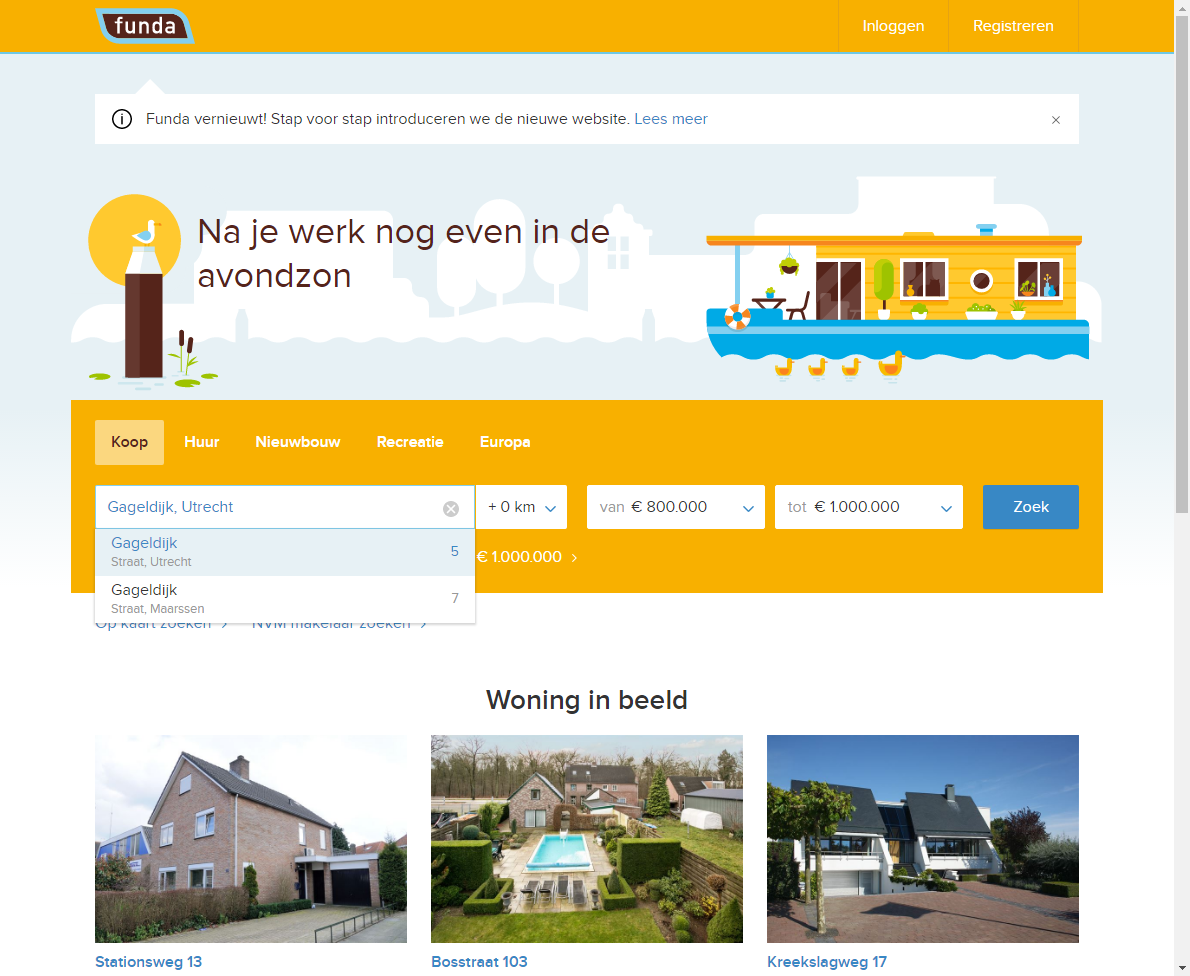 funda
Inloggen
Registreren
Funda vernieuwt! Stap voor stap introduceren we de nieuwe website. Lees meer
Na je werk nog even in de
avondzon
Koop
Huur
Nieuwbouw
Recreatie
Europa
Gageldijk, Utrecht
+ 0 km
van € 800.000
tot € 1.000.000
Zoek
Gageldijk
5
Straat, Utrecht
€ 1.000.000
Gageldijk
7
Straat, Maarssen
Op kaart zoeken
NVM makelaar zoeken
Woning in beeld
Stationsweg 13
Bosstraat 103
Kreekslagweg 17